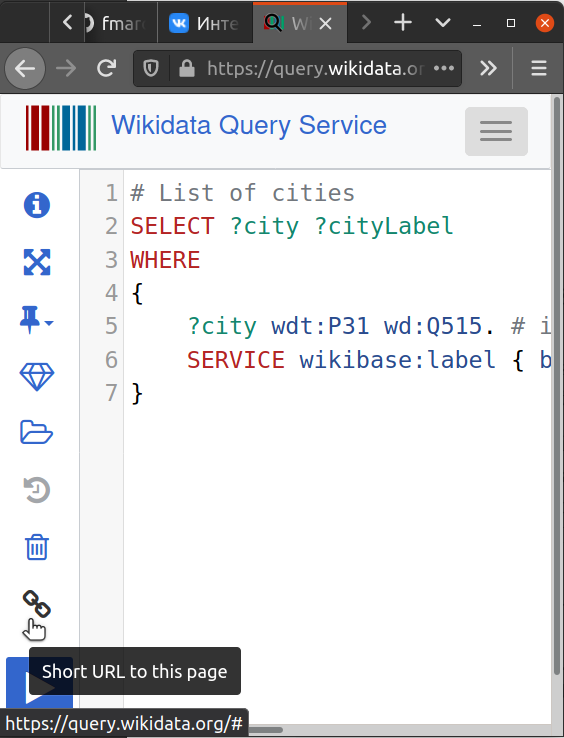 fmar
Инте
Wi
https://query.wikidata.or
Wikidata Query Service
1 # List of cities
2 SELECT ?city ?cityLabel
3 WHERE
4 {
5 ?city wdt:P31 wd:Q515. # i
6 SERVICE wikibase:label { b
7 }
Short URL to this page
https://query.wikidata.org/#